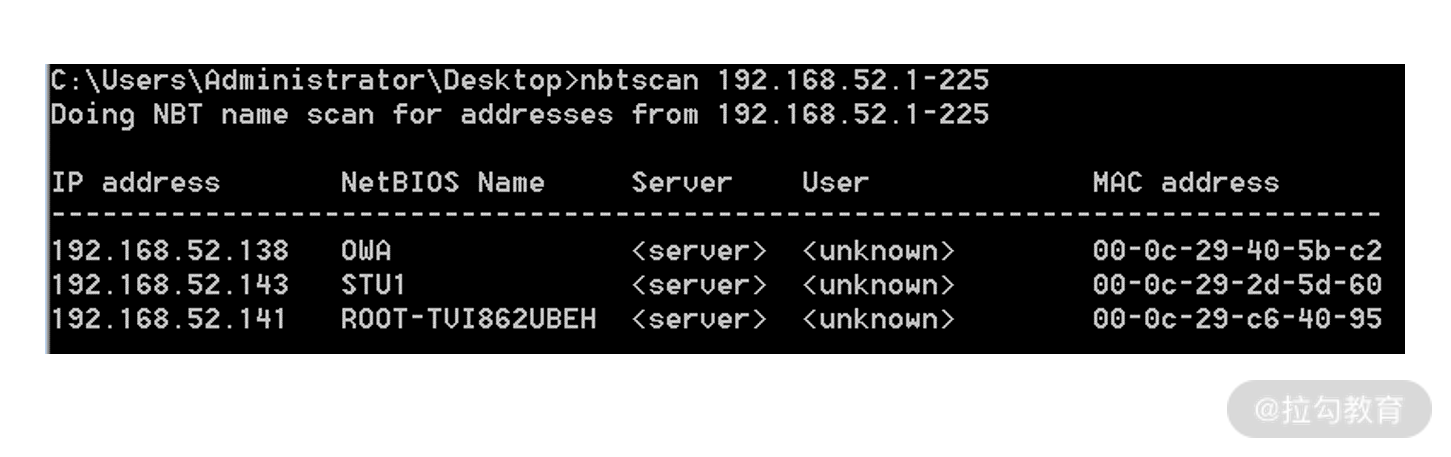 C:\Users\Administrator\Desktop>nbtscan 192.168.52.1-225
Doing NBT name scan for addresses from 192.168.52.1-225
IP address NetBIOS Name Server User MAC address
--------------------------------------------------------------------------------
192.168.52.138 OWA <server> <unknown> 00-0c-29-40-5b-c2
192.168.52.143 STU1 <server> <unknown> 00-0c-29-2d-5d-60
192.168.52.141 ROOT-TVI862UBEH <server> <unknown> 00-0c-29-c6-40-95
@拉勾教育